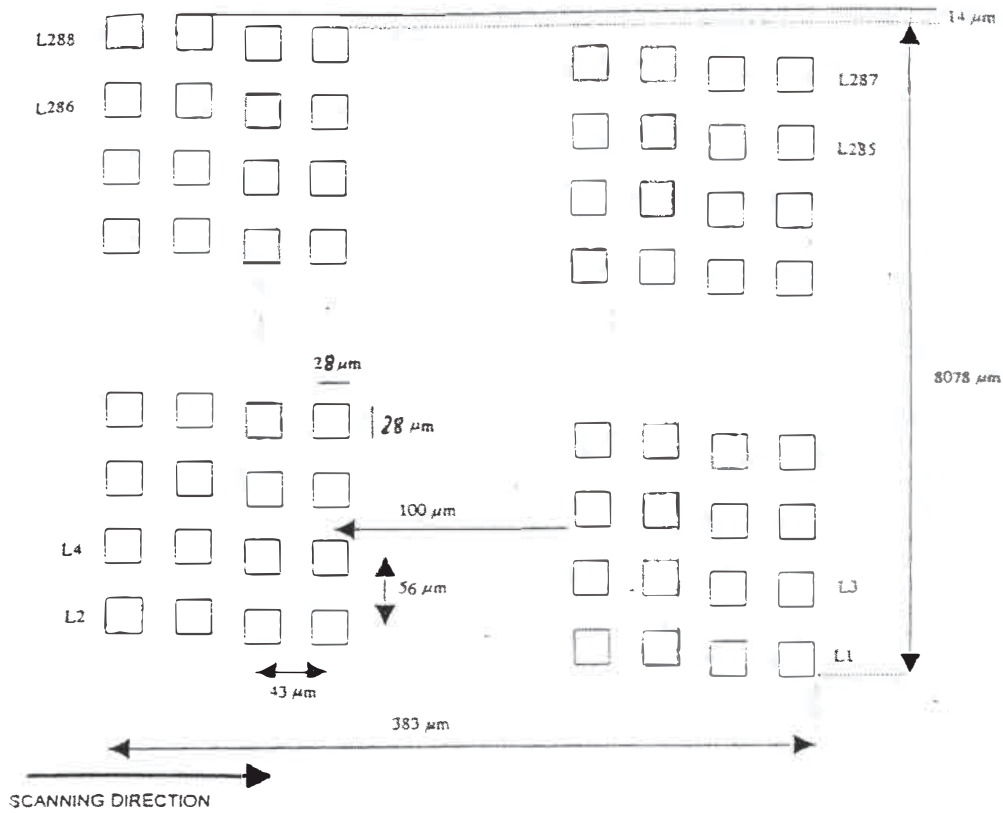 L288
14 μm
L286
L287
L285
28 μm
8078 μm
28 μm
100 μm
L4
56 μm
L3
L2
L1
43 μm
383 μm
SCANNING DIRECTION